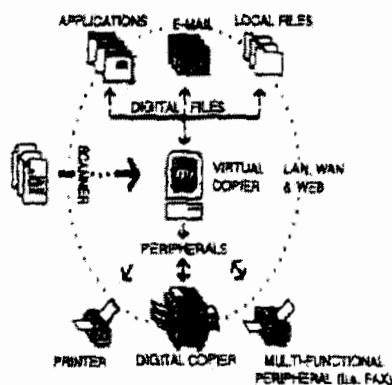 APPLICATIONS
E-MAIL
LOCAL FILES
DIGITAL FILES
SCANNER
VIRTUAL
COPIER
LAN, WAN
& WEB
PERIPHERALS
PRINTER
DIGITAL COPIER
MULTI-FUNCTIONAL
PERIPHERAL (i.e. FAX)